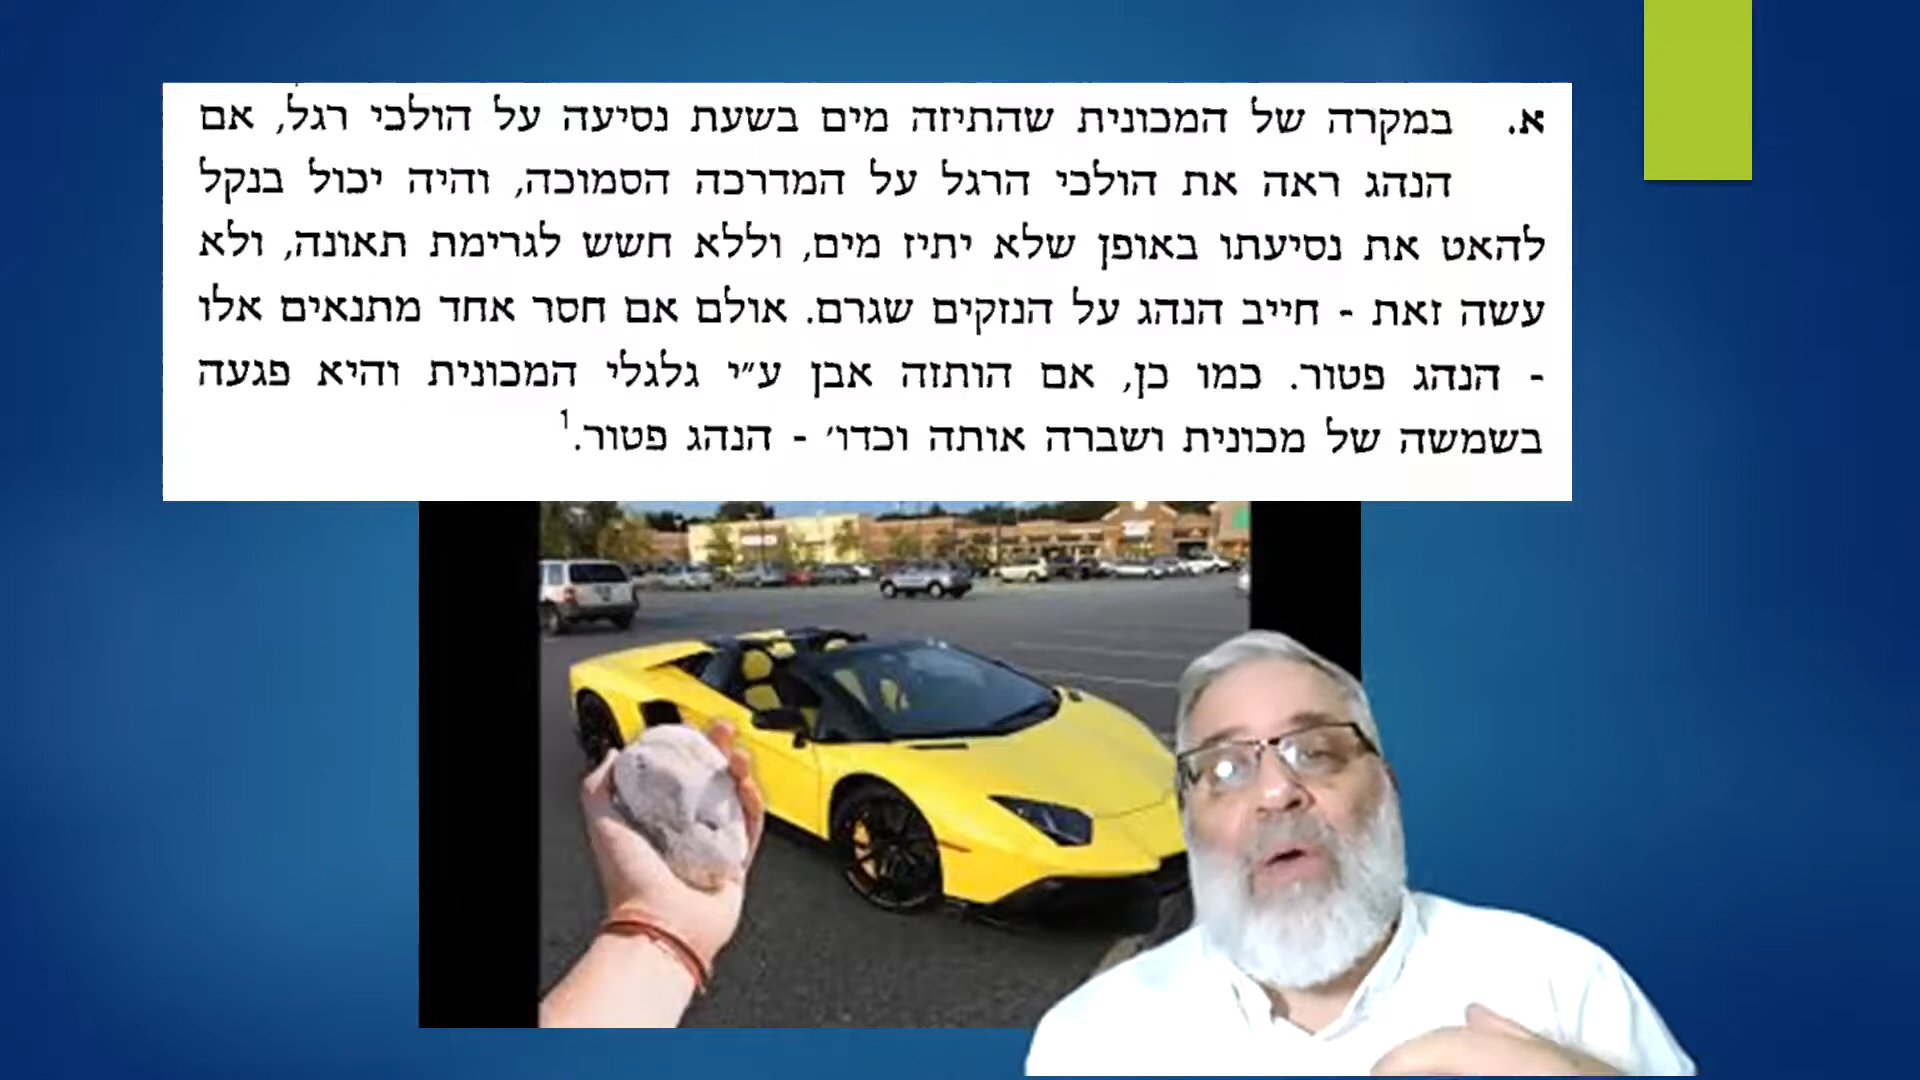 א. במקרה של המכונית שהתיזה מים בשעת נסיעה על הולכי רגל, אם
הנהג ראה את הולכי הרגל על המדרכה הסמוכה, והיה יכול בנקל
להאט את נסיעתו באופן שלא יתיז מים, וללא חשש לגרימת תאונה, ולא
עשה זאת - חייב הנהג על הנזקים שגרם. אולם אם חסר אחד מתנאים אלו
- הנהג פטור. כמו כן, אם הותזה אבן ע״י גלגלי המכונית והיא פגעה
בשמשה של מכונית ושברה אותה וכדו׳ - הנהג פטור.<sup>1</sup>